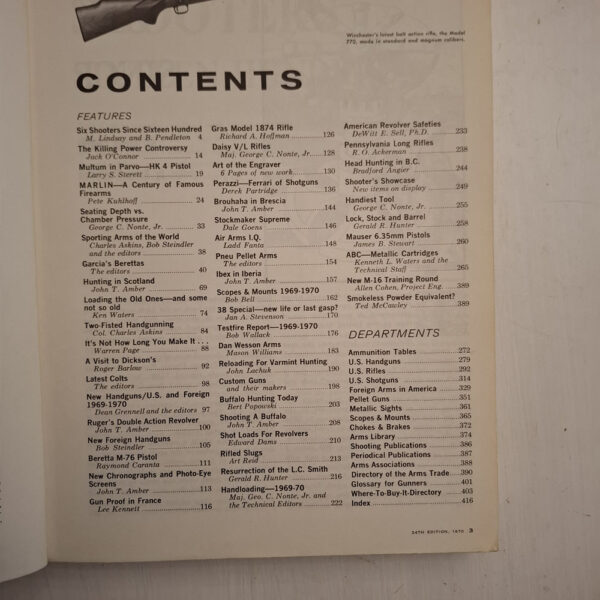 Winchester's latest bolt action rifle, the Model
770, made in standard and magnum calibers.
CONTENTS
FEATURES
Six Shooters Since Sixteen Hundred
M. Lindsay and B. Pendleton 4
The Killing Power Controversy
Jack O'Connor 14
Multum in Parvo—HK 4 Pistol
Larry S. Sterett 19
MARLIN—A Century of Famous
Firearms
Pete Kuhlhoff 24
Seating Depth vs.
Chamber Pressure
George C. Nonte, Jr. 33
Sporting Arms of the World
Charles Askins, Bob Steindler
and the editors 38
Garcia's Berettas
The editors 40
Hunting in Scotland
John T. Amber 69
Loading the Old Ones—and some
not so old
Ken Waters 74
Two Fisted Handgunning
Col. Charles Askins 84
It's Not How Long You Make It . . .
Warren Page 88
A Visit to Dickson's
Roger Barlow 92
Latest Colts
The editors 98
New Handguns/U.S. and Foreign
1969-1970
Dean Grennell and the editors 97
Ruger's Double Action Revolver
John T. Amber 100
New Foreign Handguns
Bob Steindler 105
Beretta M-76 Pistol
Raymond Caranta 111
New Chronographs and Photo-Eye
Screens
John T. Amber 113
Gun Proof in France
Lee Kennett 116
Gras Model 1874 Rifle
Richard A. Hoffman 126
Daisy V/L Rifles
Maj. George C. Nonte, Jr. 128
Art of the Engraver
6 Pages of new work 130
Perazzi—Ferrari of Shotguns
Derek Partridge 136
Brouhaha in Brescia
John T. Amber 144
Stockmaker Supreme
Dale Goens 146
Air Arms I.Q.
Ladd Fanta 148
Pneu Pellet Arms
The editors 154
Ibex in Iberia
John T. Amber 157
Scopes & Mounts 1969-1970
Bob Bell 162
38 Special—new life or last gasp?
Jan A. Stevenson 170
Testfire Report—1969-1970
Bob Wallack 176
Dan Wesson Arms
Mason Williams 183
Reloading For Varmint Hunting
John Lachuk 190
Custom Guns
and their makers 198
Buffalo Hunting Today
Bert Popowski 203
Shooting A Buffalo
John T. Amber 208
Shot Loads For Revolvers
Edward Dams 210
Rifled Slugs
Art Reid 213
Resurrection of the L.C. Smith
Gerald R. Hunter 216
Handloading—1969-70
Maj. Geo. C. Nonte, Jr. and
the Technical Editors 222
American Revolver Safeties
DeWitt E. Sell, Ph.D. 233
Pennsylvania Long Rifles
R. O. Ackerman 238
Head Hunting in B.C.
Bradford Angier 244
Shooter's Showcase
New items on display 249
Handiest Tool
George C. Nonte, Jr. 255
Lock, Stock and Barrel
Gerald R. Hunter 258
Mauser 6.35mm Pistols
James B. Stewart 260
ABC—Metallic Cartridges
Kenneth L. Waters and the
Technical Staff 265
New M-16 Training Round
Allen Cohen, Project Eng. 389
Smokeless Powder Equivalent?
Ted McCawley 389
DEPARTMENTS
Ammunition Tables 272
U.S. Handguns 279
U.S. Rifles 292
U.S. Shotguns 314
Foreign Arms in America 329
Pellet Guns 351
Metallic Sights 361
Scopes & Mounts 365
Chokes & Brakes 372
Arms Library 374
Shooting Publications 386
Periodical Publications 387
Arms Associations 388
Directory of the Arms Trade 390
Glossary for Gunners 401
Where-To-Buy-It-Directory 403
Index 416
24TH EDITION, 1970 3